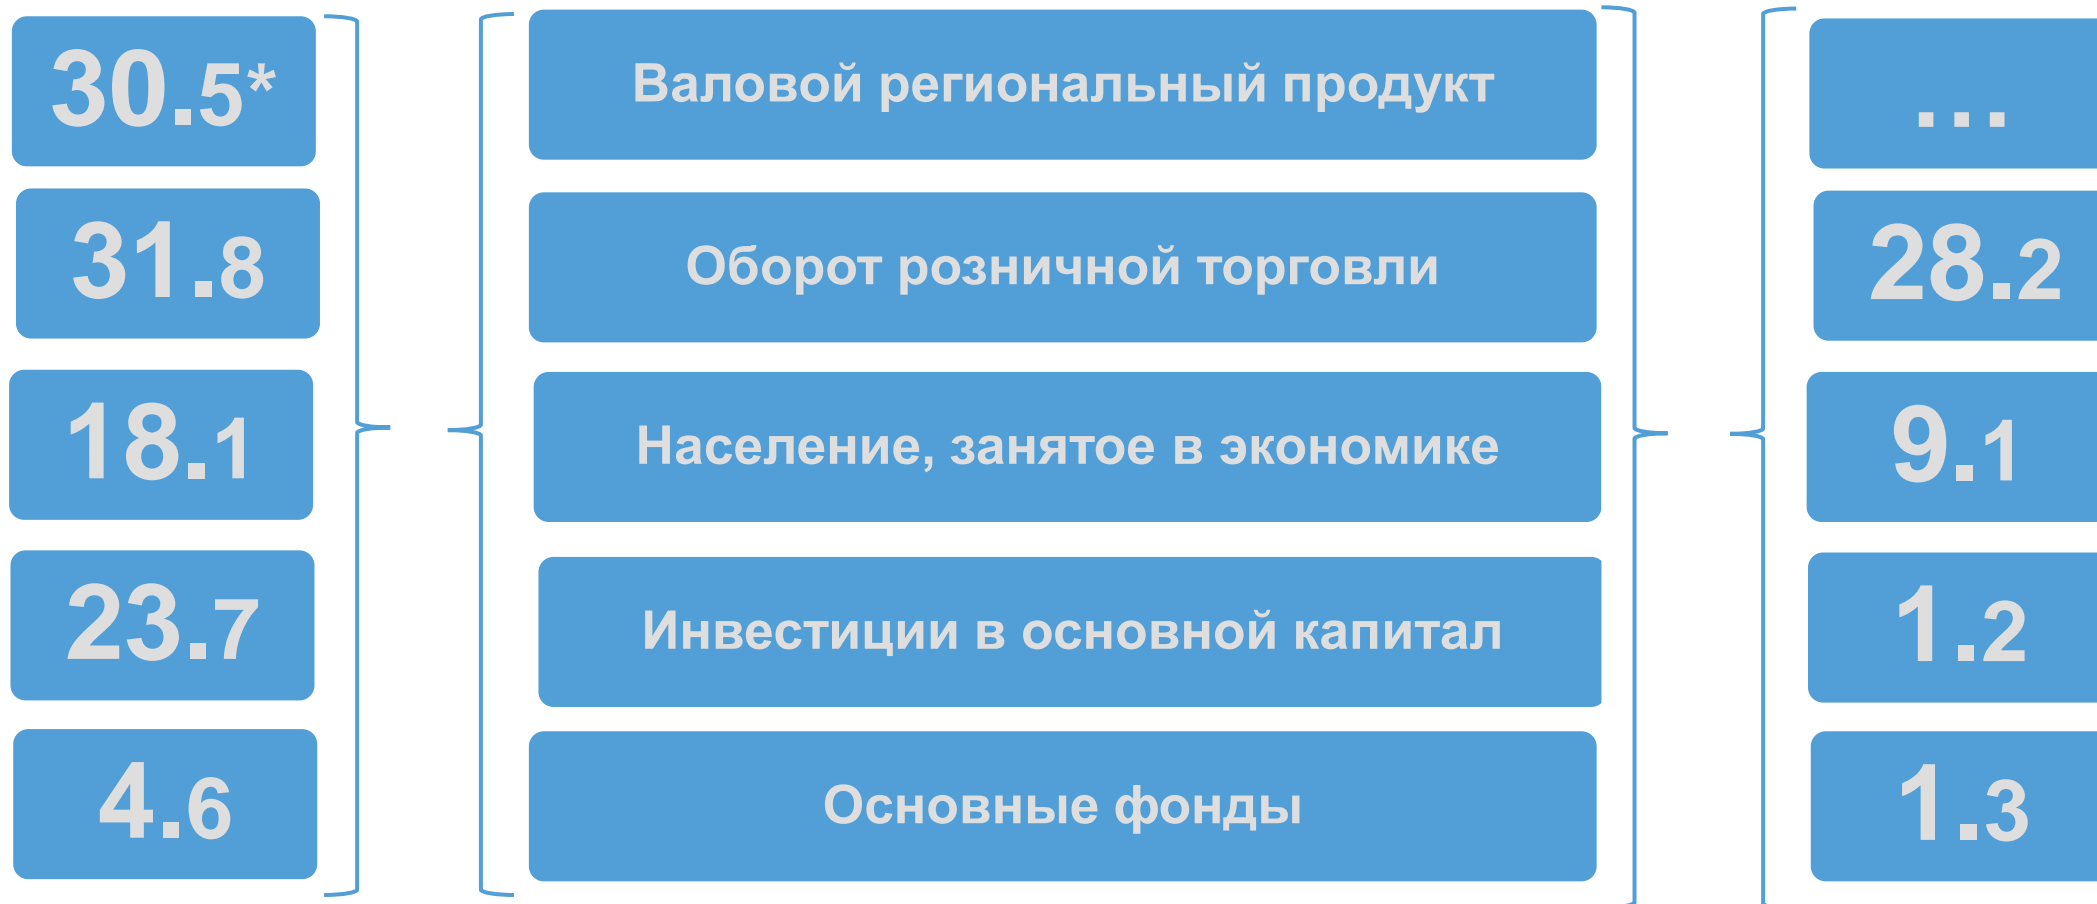 30.5* Валовой региональный продукт ...
31.8 Оборот розничной торговли 28.2
18.1 Население, занятое в экономике 9.1
23.7 Инвестиции в основной капитал 1.2
4.6 Основные фонды 1.3